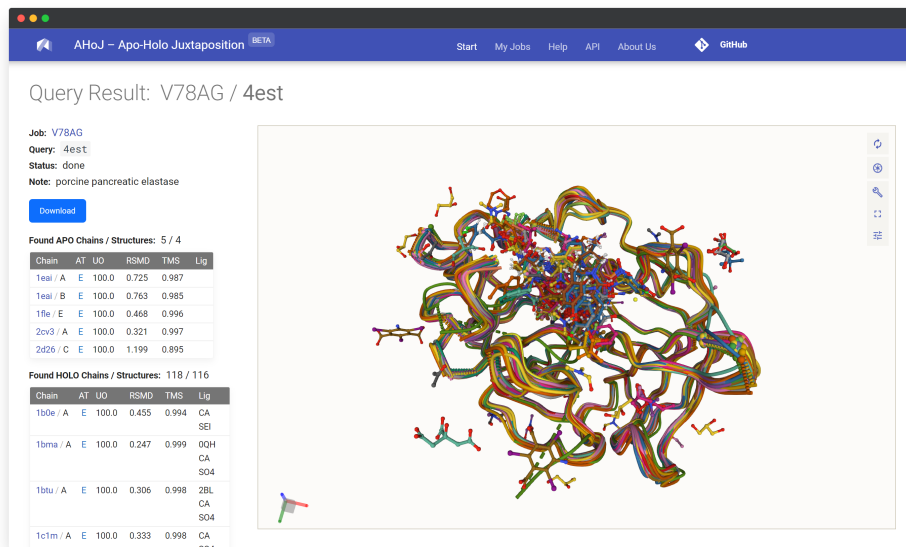 AHoJ – Apo-Holo Juxtaposition BETA Start My Jobs Help API About Us GitHub
Query Result: V78AG / 4est
Job: V78AG
Query: 4est
Status: done
Note: porcine pancreatic elastase
Download
Found APO Chains / Structures: 5 / 4
Chain AT UO RSMD TMS Lig
1eai / A E 100.0 0.725 0.987
1eai / B E 100.0 0.763 0.985
1fle / E E 100.0 0.468 0.996
2cv3 / A E 100.0 0.321 0.997
2d26 / C E 100.0 1.199 0.895
Found HOLO Chains / Structures: 118 / 116
Chain AT UO RSMD TMS Lig
1b0e / A E 100.0 0.455 0.994 CA
SEI
1bma / A E 100.0 0.247 0.999 0QH
CA
SO4
1btu / A E 100.0 0.306 0.998 2BL
CA
SO4
1c1m / A E 100.0 0.333 0.998 CA